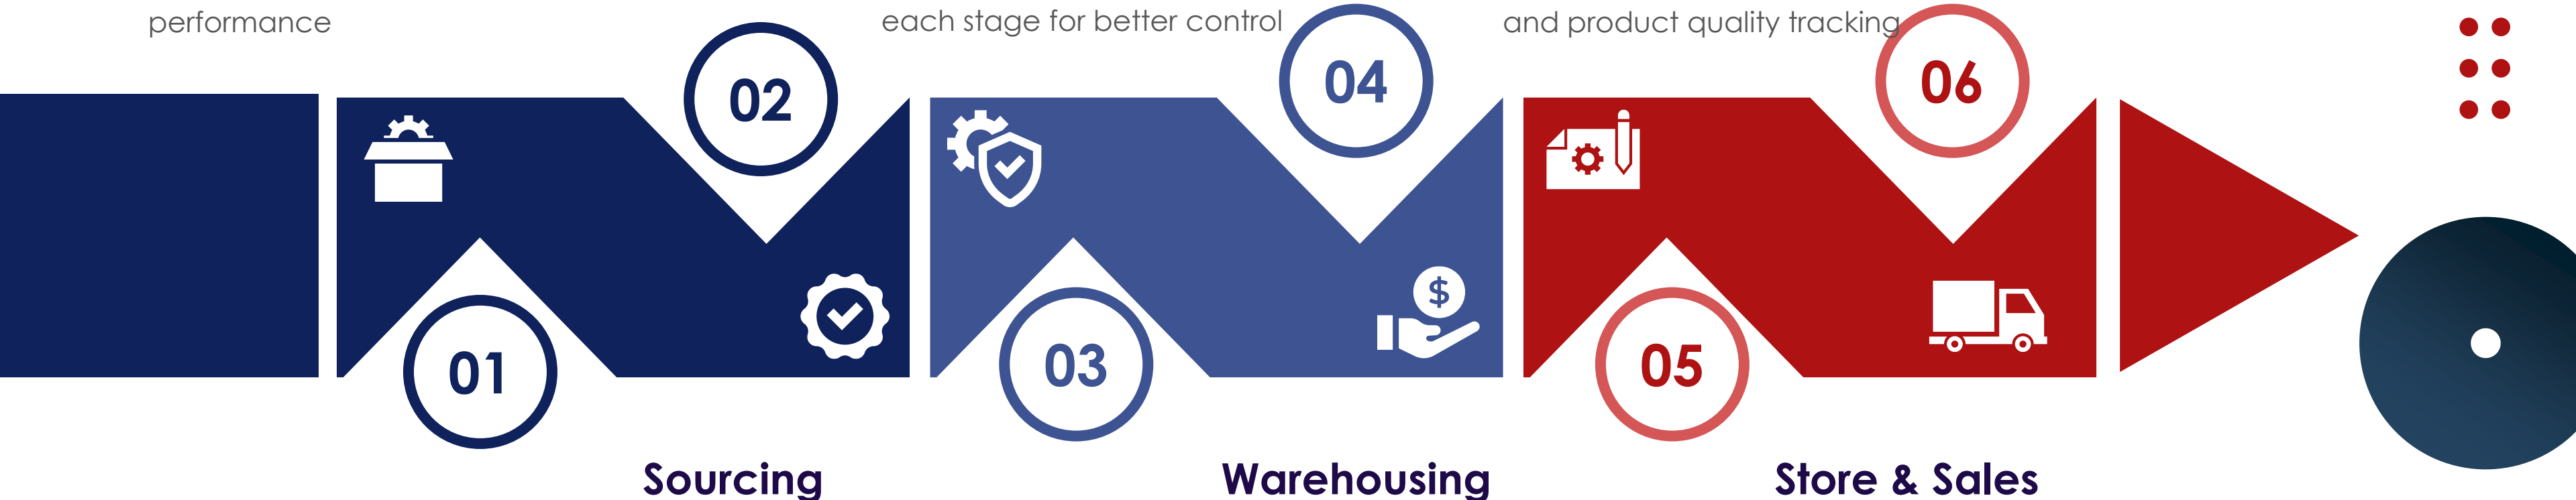 performance
each stage for better control
and product quality tracking
02
04
06
$
01
03
05
Sourcing
Warehousing
Store & Sales